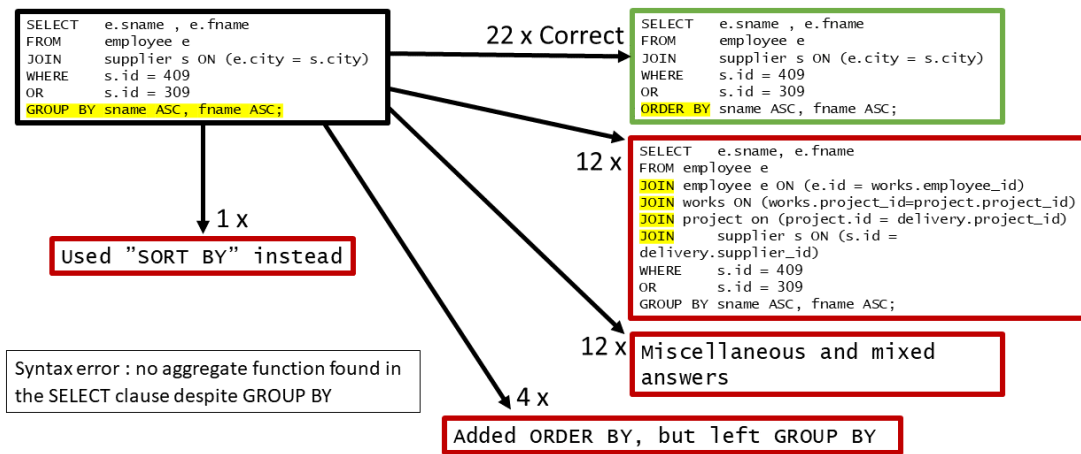 SELECT e.sname , e.fname
FROM employee e
JOIN supplier s ON (e.city = s.city)
WHERE s.id = 409
OR s.id = 309
GROUP BY sname ASC, fname ASC;
22 x Correct
SELECT e.sname , e.fname
FROM employee e
JOIN supplier s ON (e.city = s.city)
WHERE s.id = 409
OR s.id = 309
ORDER BY sname ASC, fname ASC;
12 x
SELECT e.sname, e.fname
FROM employee e
JOIN employee e ON (e.id = works.employee_id)
JOIN works ON (works.project_id=project.project_id)
JOIN project on (project.id = delivery.project_id)
JOIN supplier s ON (s.id =
delivery.supplier_id)
WHERE s.id = 409
OR s.id = 309
GROUP BY sname ASC, fname ASC;
1 x
Used ”SORT BY” instead
12 x
Miscellaneous and mixed
answers
Syntax error : no aggregate function found in
the SELECT clause despite GROUP BY
4 x
Added ORDER BY, but left GROUP BY